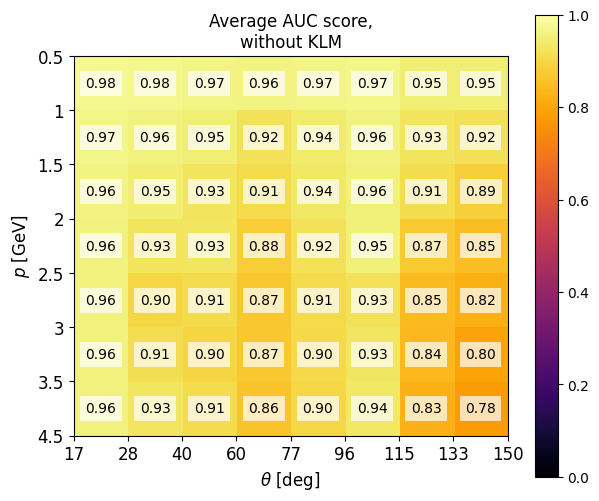 Average AUC score,
without KLM
0.5
1
1.5
2
2.5
3
3.5
4.5
p [GeV]
0.98 0.98 0.97 0.96 0.97 0.97 0.95 0.95
0.97 0.96 0.95 0.92 0.94 0.96 0.93 0.92
0.96 0.95 0.93 0.91 0.94 0.96 0.91 0.89
0.96 0.93 0.93 0.88 0.92 0.95 0.87 0.85
0.96 0.90 0.91 0.87 0.91 0.93 0.85 0.82
0.96 0.91 0.90 0.87 0.90 0.93 0.84 0.80
0.96 0.93 0.91 0.86 0.90 0.94 0.83 0.78
17 28 40 60 77 96 115 133 150
θ [deg]
1.0
0.8
0.6
0.4
0.2
0.0